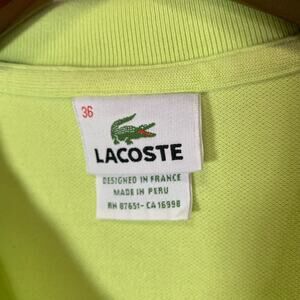 36
LACOSTE
DESIGNED IN FRANCE
MADE IN PERU
RN 87651-CA 16998